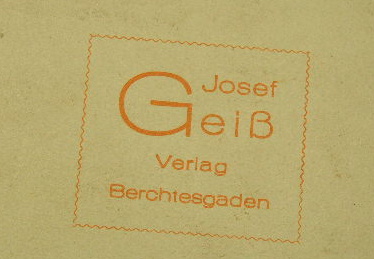 Josef
Geiß
Verlag
Berchtesgaden